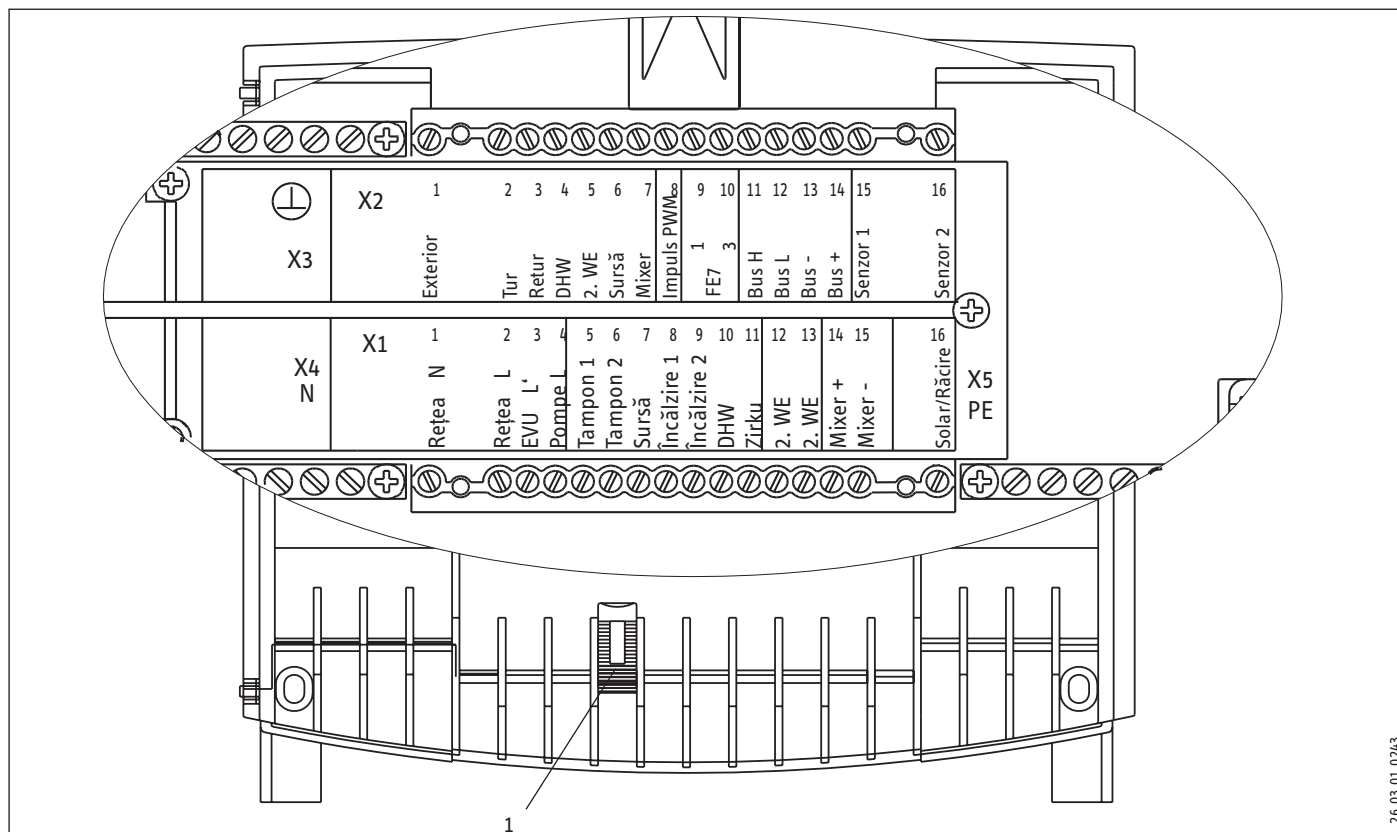 X2
1 2 3 4 5 6 7 8 9 10 11 12 13 14 15 16
X3
Exterior
Tur
Retur
DHW
2. WE
Sursă
Mixer
Impuls PWM
FE7 1 3
Bus H
Bus L
Bus -
Bus +
Senzor 1
Senzor 2
X1
1 2 3 4 5 6 7 8 9 10 11 12 13 14 15 16
X4
N
Rețea N
Rețea L
EVU L‘
Pompe L
Tampon 1
Tampon 2
Sursă
Încălzire 1
Încălzire 2
DHW
Zirku
2. WE
2. WE
Mixer +
Mixer -
Solar/Răcire
X5
PE
1
26_03_01_0243